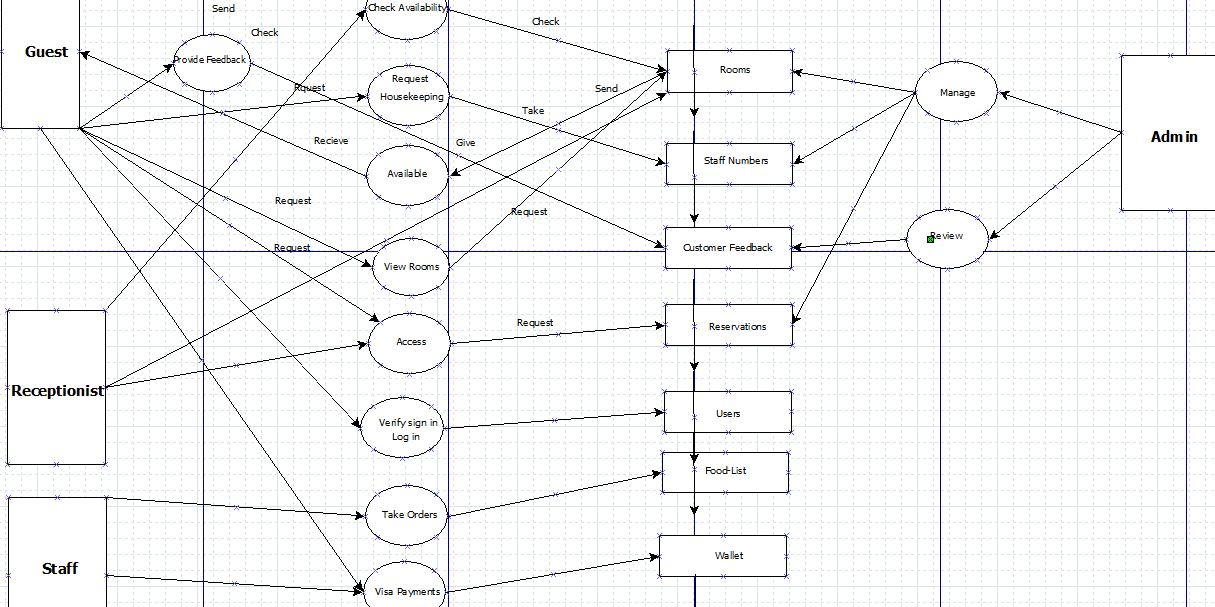 Send
Check Availability
Check
Check
Guest
Provide Feedback
Rooms
Request
Housekeeping
Rquest
Send
Manage
Take
Admin
Recieve
Give
Staff Numbers
Available
Request
Request
Request
Customer Feedback
Review
View Rooms
Request
Reservations
Access
Receptionist
Users
Verify sign in
Log in
Food-List
Take Orders
Wallet
Staff
Visa Payments